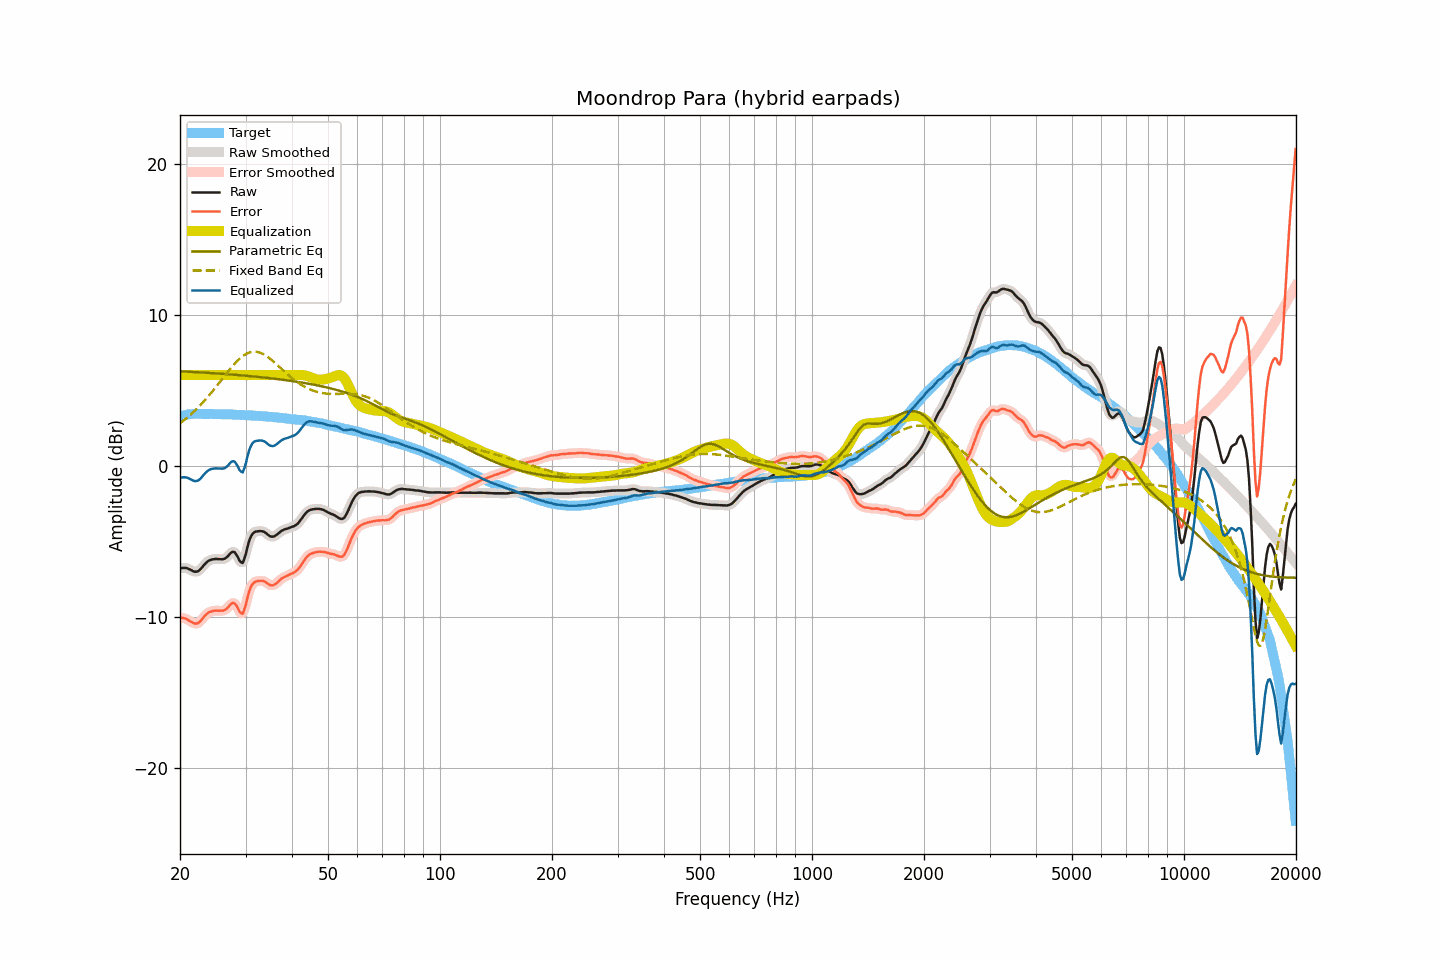 Moondrop Para (hybrid earpads)
Target
Raw Smoothed
Error Smoothed
Raw
Error
Equalization
Parametric Eq
Fixed Band Eq
Equalized
20
10
0
−10
−20
Amplitude (dBr)
20
50
100
200
500
1000
2000
5000
10000
20000
Frequency (Hz)